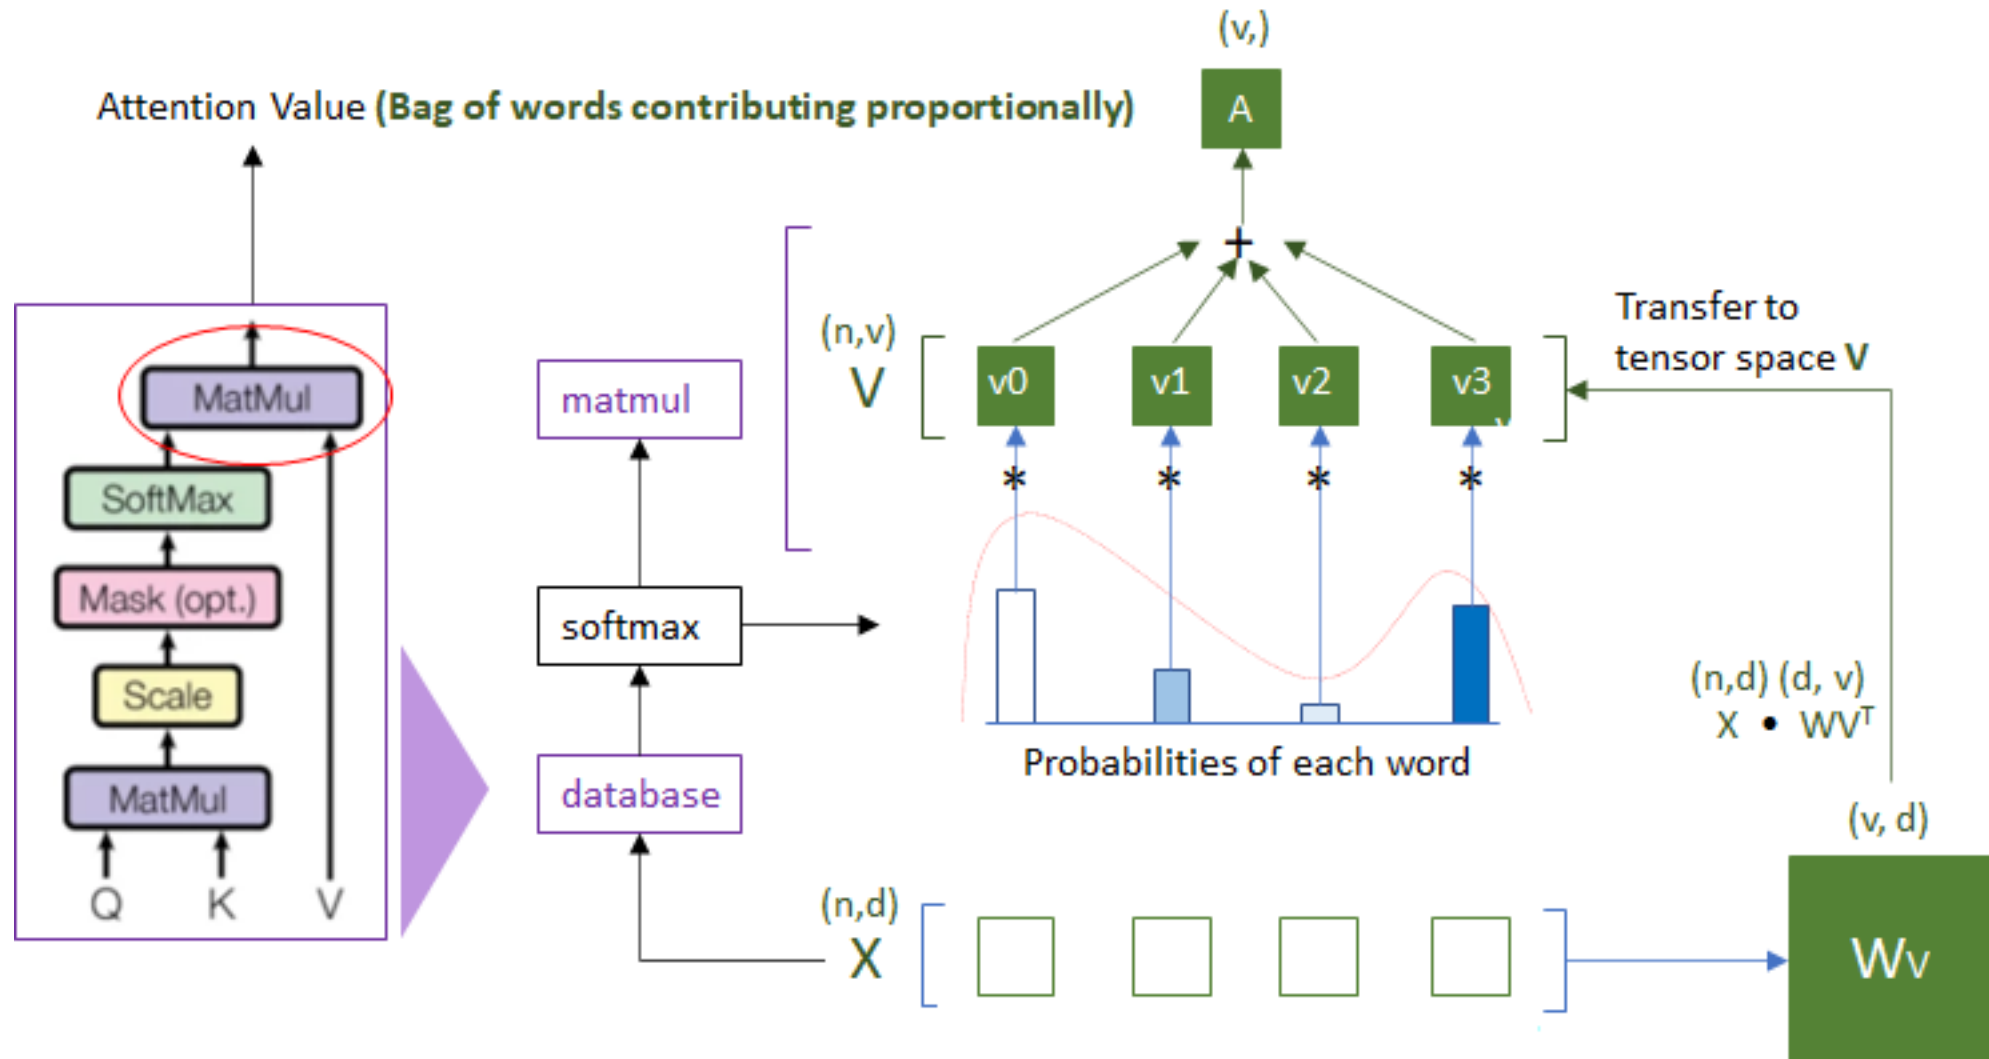 (v,)
Attention Value (Bag of words contributing proportionally)
A
+
(n,v)
V
v0
v1
v2
v3
Transfer to
tensor space V
MatMul
SoftMax
Mask (opt.)
Scale
MatMul
Q
K
V
matmul
softmax
database
*
*
*
*
Probabilities of each word
(n,d) (d, v)
X • WVᵀ
(v, d)
Wv
(n,d)
X